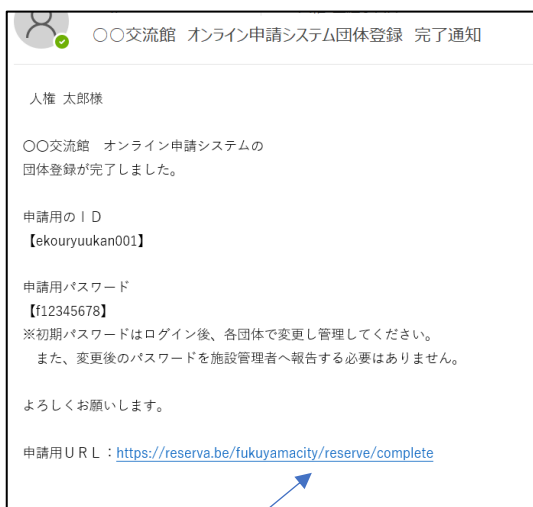 ○○交流館 オンライン申請システム団体登録 完了通知
人権 太郎様
〇〇交流館 オンライン申請システムの
団体登録が完了しました。
申請用のＩＤ
【ekouryuukan001】
申請用パスワード
【f12345678】
※初期パスワードはログイン後、各団体で変更し管理してください。
また、変更後のパスワードを施設管理者へ報告する必要はありません。
よろしくお願いします。
申請用ＵＲＬ：https://reserva.be/fukuyamacity/reserve/complete